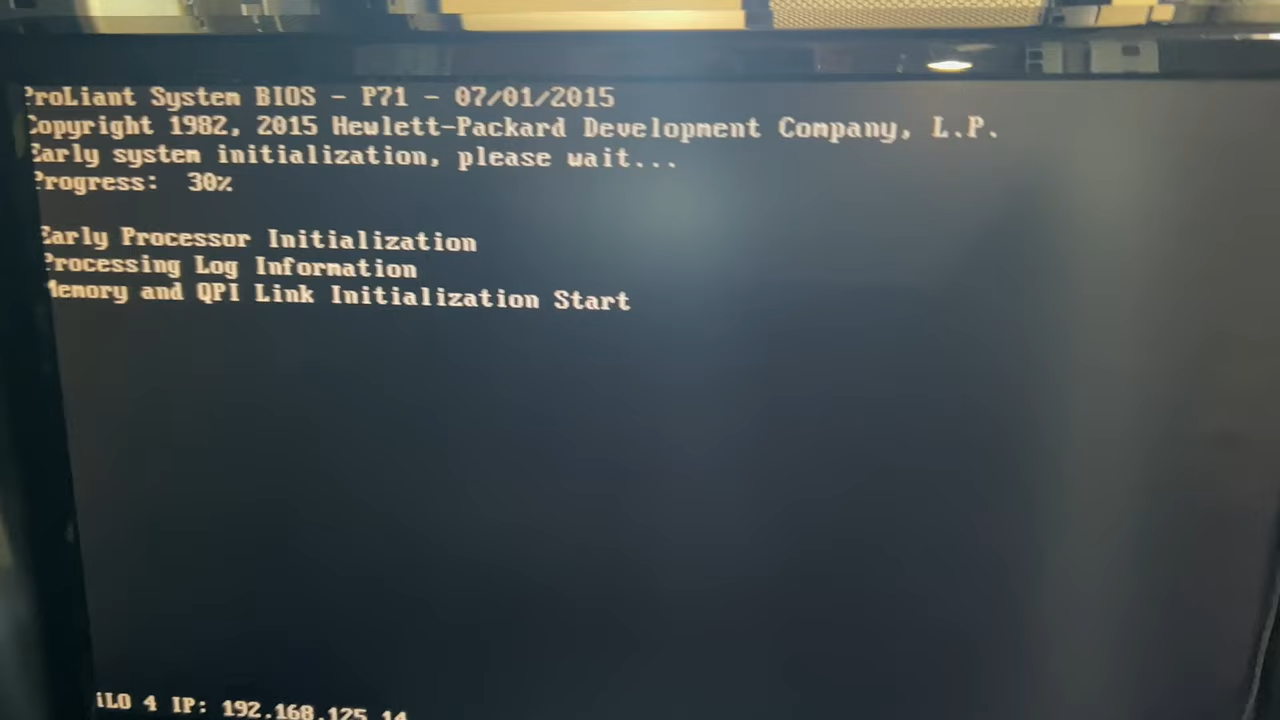 ProLiant System BIOS - P71 - 07/01/2015
Copyright 1982, 2015 Hewlett-Packard Development Company, L.P.
Early system initialization, please wait...
Progress: 30%
Early Processor Initialization
Processing Log Information
Memory and QPI Link Initialization Start
iLO 4 IP: 192.168.125.14